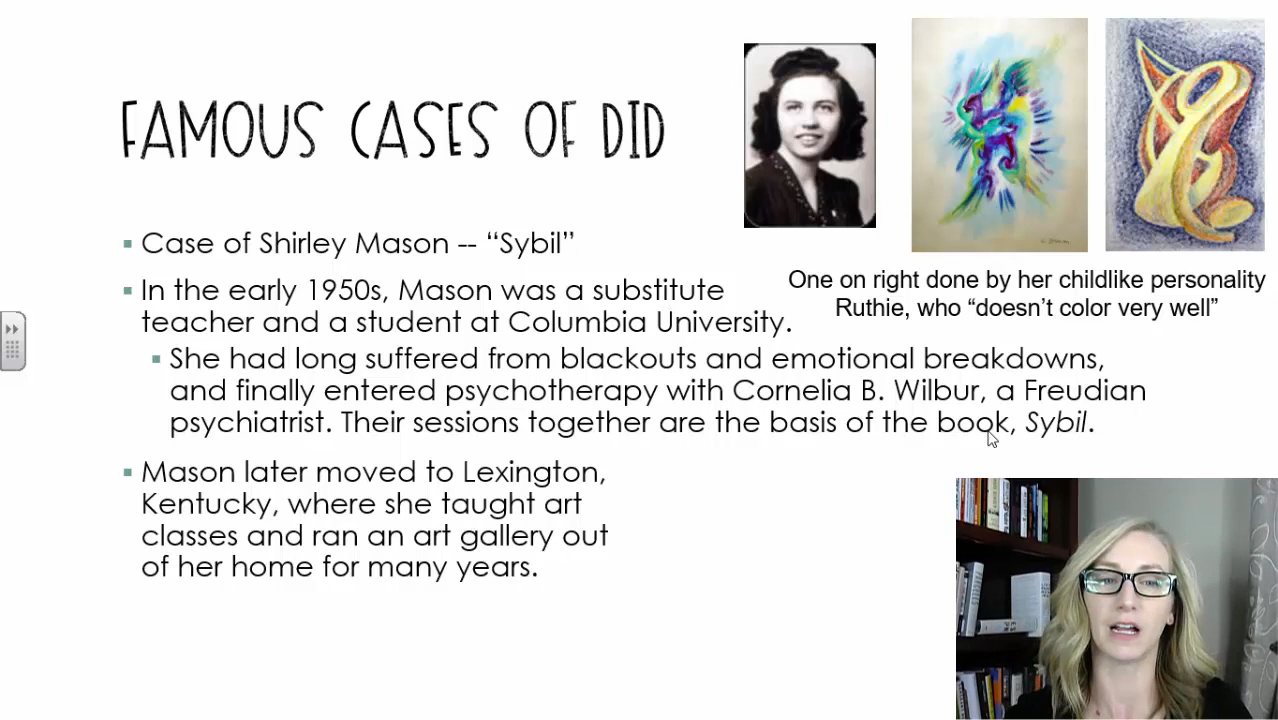 FAMOUS CASES OF DID
▪ Case of Shirley Mason -- “Sybil”
▪ In the early 1950s, Mason was a substitute
teacher and a student at Columbia University.
▪ She had long suffered from blackouts and emotional breakdowns,
and finally entered psychotherapy with Cornelia B. Wilbur, a Freudian
psychiatrist. Their sessions together are the basis of the book, Sybil.
▪ Mason later moved to Lexington,
Kentucky, where she taught art
classes and ran an art gallery out
of her home for many years.
One on right done by her childlike personality
Ruthie, who “doesn’t color very well”